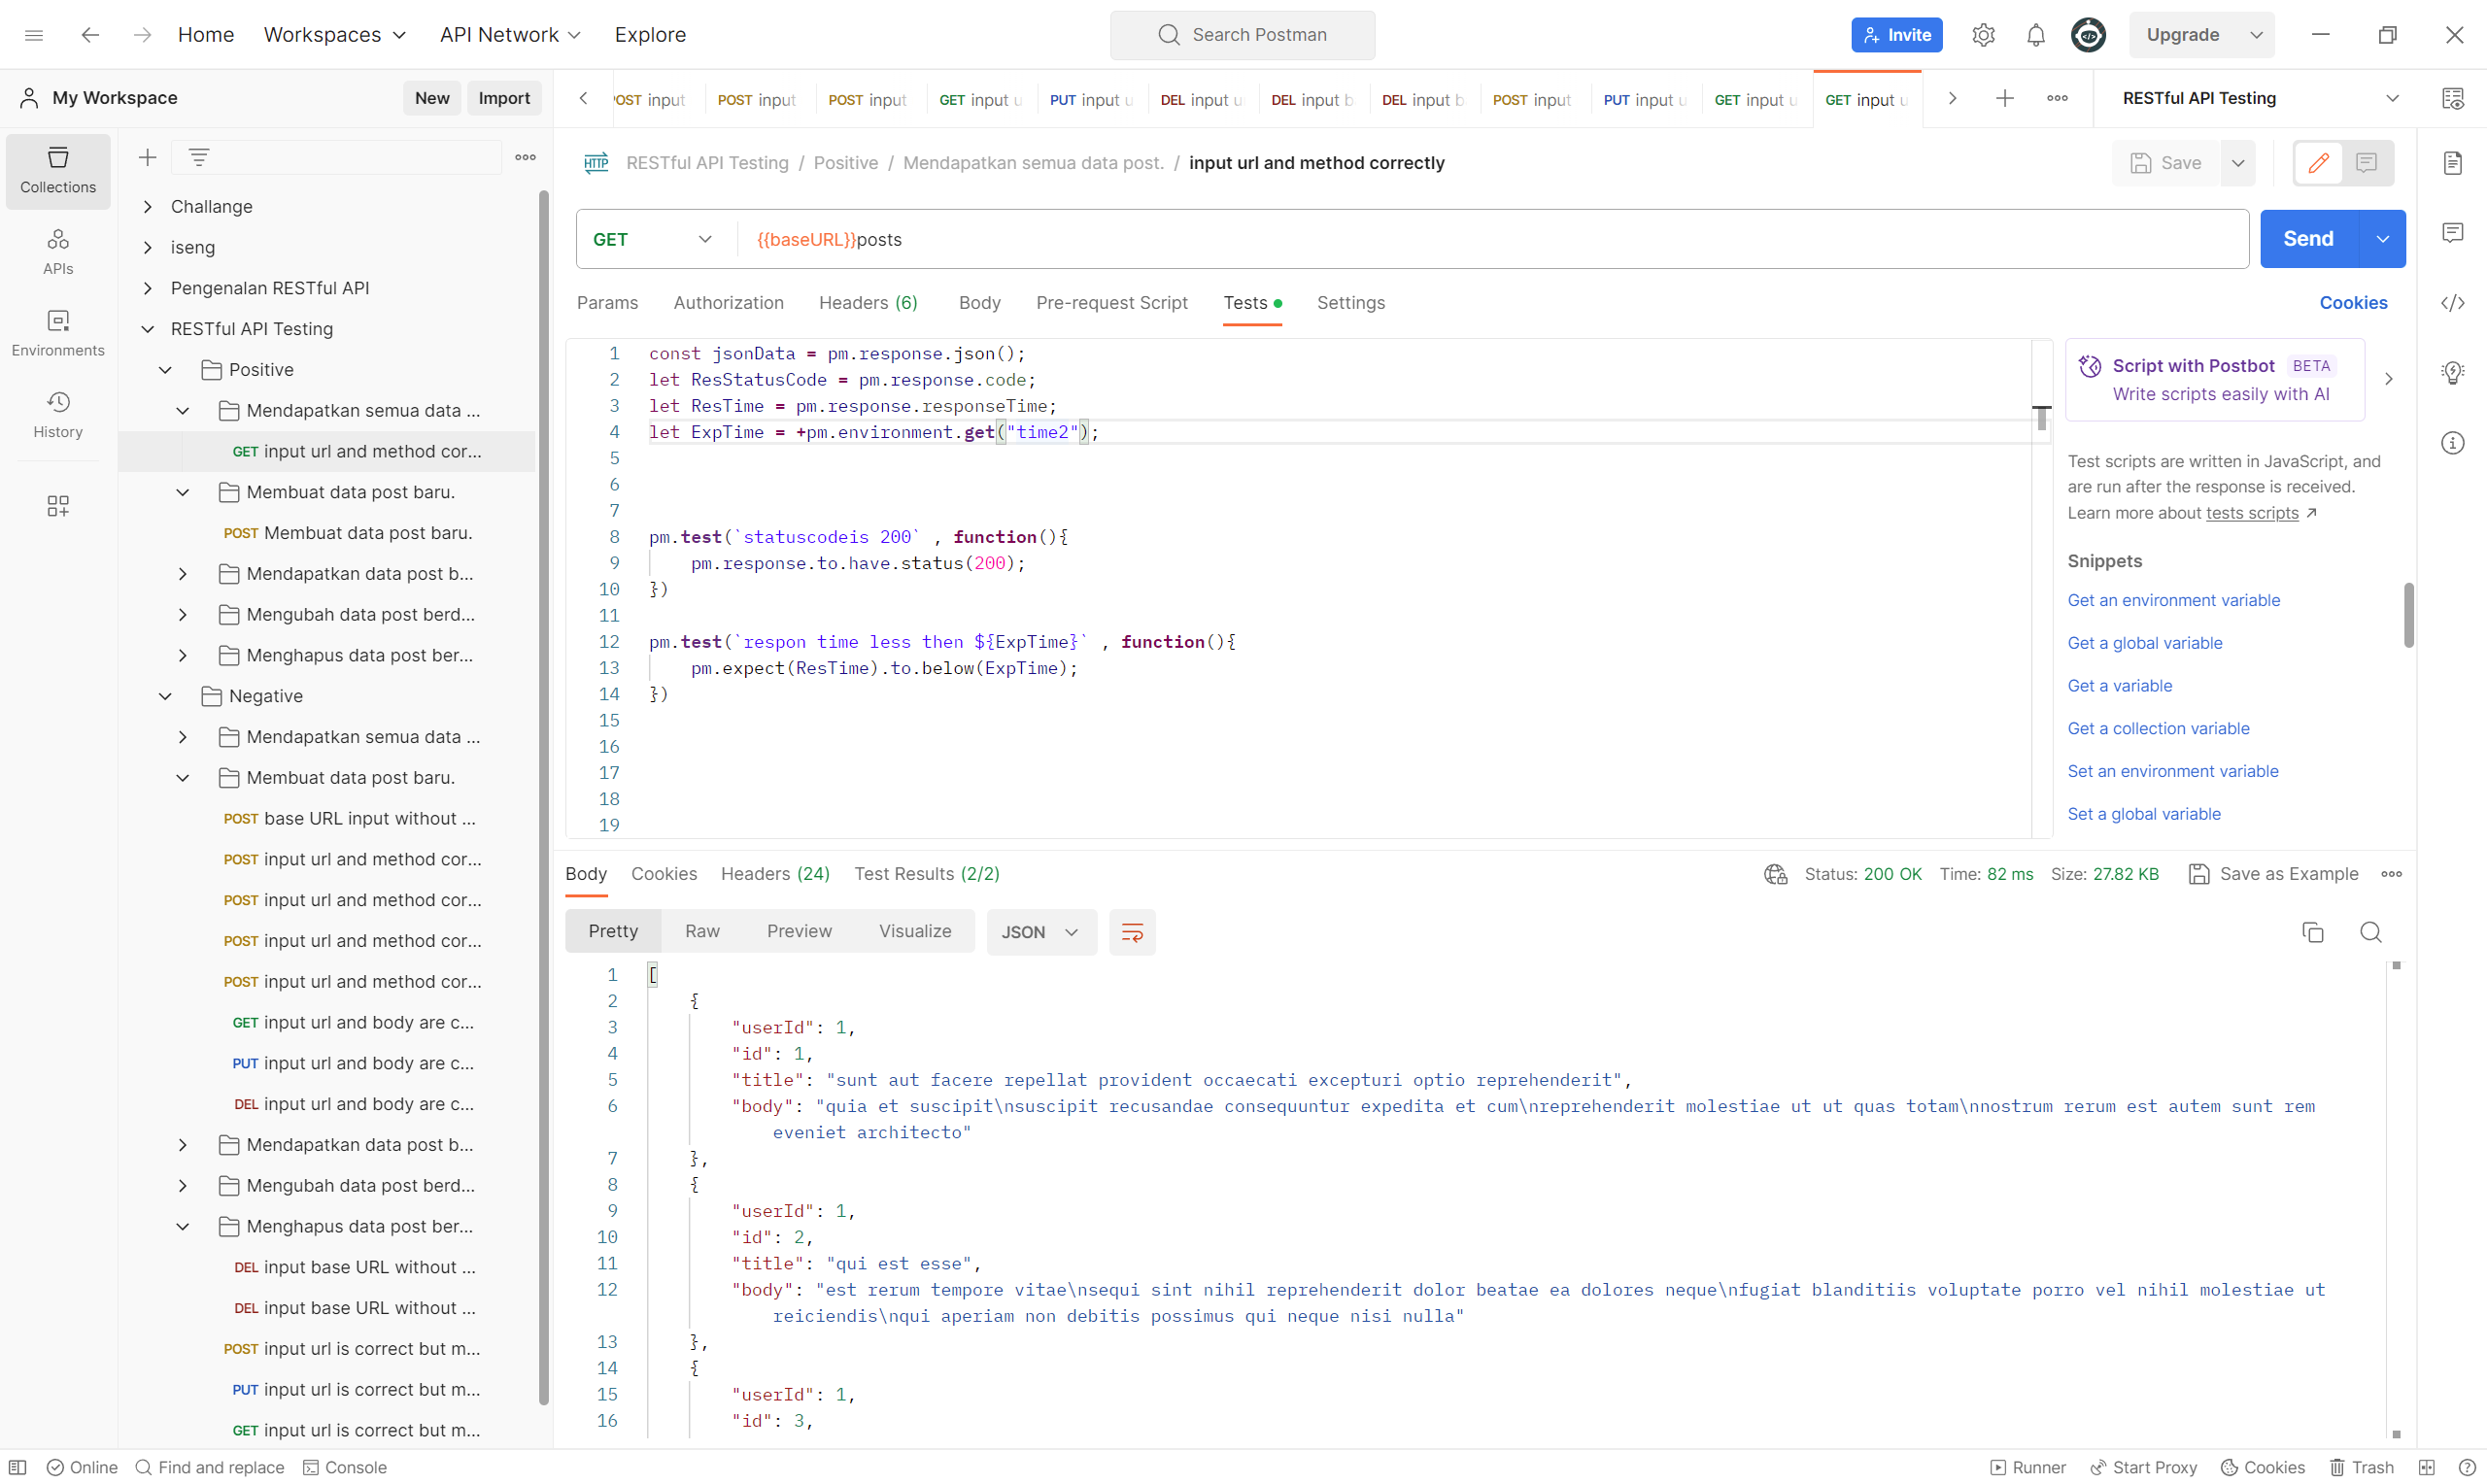 Home Workspaces API Network Explore Search Postman Invite Upgrade
My Workspace New Import
POST input POST input POST input GET input u PUT input u DEL input u DEL input b DEL input b POST input PUT input u GET input u GET input u RESTful API Testing
Collections
APIs
Environments
History
Challange
iseng
Pengenalan RESTful API
RESTful API Testing
Positive
Mendapatkan semua data ...
GET input url and method cor...
Membuat data post baru.
POST Membuat data post baru.
Mendapatkan data post b...
Mengubah data post berd...
Menghapus data post ber...
Negative
Mendapatkan semua data ...
Membuat data post baru.
POST base URL input without ...
POST input url and method cor...
POST input url and method cor...
POST input url and method cor...
POST input url and method cor...
GET input url and body are c...
PUT input url and body are c...
DEL input url and body are c...
Mendapatkan data post b...
Mengubah data post berd...
Menghapus data post ber...
DEL input base URL without ...
DEL input base URL without ...
POST input url is correct but m...
PUT input url is correct but m...
GET input url is correct but m...
HTTP RESTful API Testing / Positive / Mendapatkan semua data post. / input url and method correctly Save
GET {{baseURL}}posts Send
Params Authorization Headers (6) Body Pre-request Script Tests Settings Cookies
1 const jsonData = pm.response.json();
2 let ResStatusCode = pm.response.code;
3 let ResTime = pm.response.responseTime;
4 let ExpTime = +pm.environment.get("time2");
5
6
7
8 pm.test(`statuscodeis 200` , function(){
9 pm.response.to.have.status(200);
10 })
11
12 pm.test(`respon time less then ${ExpTime}` , function(){
13 pm.expect(ResTime).to.below(ExpTime);
14 })
15
16
17
18
19
Script with Postbot BETA
Write scripts easily with AI
Test scripts are written in JavaScript, and
are run after the response is received.
Learn more about tests scripts
Snippets
Get an environment variable
Get a global variable
Get a variable
Get a collection variable
Set an environment variable
Set a global variable
Body Cookies Headers (24) Test Results (2/2) Status: 200 OK Time: 82 ms Size: 27.82 KB Save as Example
Pretty Raw Preview Visualize JSON
1 [
2 {
3 "userId": 1,
4 "id": 1,
5 "title": "sunt aut facere repellat provident occaecati excepturi optio reprehenderit",
6 "body": "quia et suscipit\nsuscipit recusandae consequuntur expedita et cum\nreprehenderit molestiae ut ut quas totam\nnostrum rerum est autem sunt rem
eveniet architecto"
7 },
8 {
9 "userId": 1,
10 "id": 2,
11 "title": "qui est esse",
12 "body": "est rerum tempore vitae\nsequi sint nihil reprehenderit dolor beatae ea dolores neque\nfugiat blanditiis voluptate porro vel nihil molestiae ut
reiciendis\nqui aperiam non debitis possimus qui neque nisi nulla"
13 },
14 {
15 "userId": 1,
16 "id": 3,
Online Find and replace Console Runner Start Proxy Cookies Trash